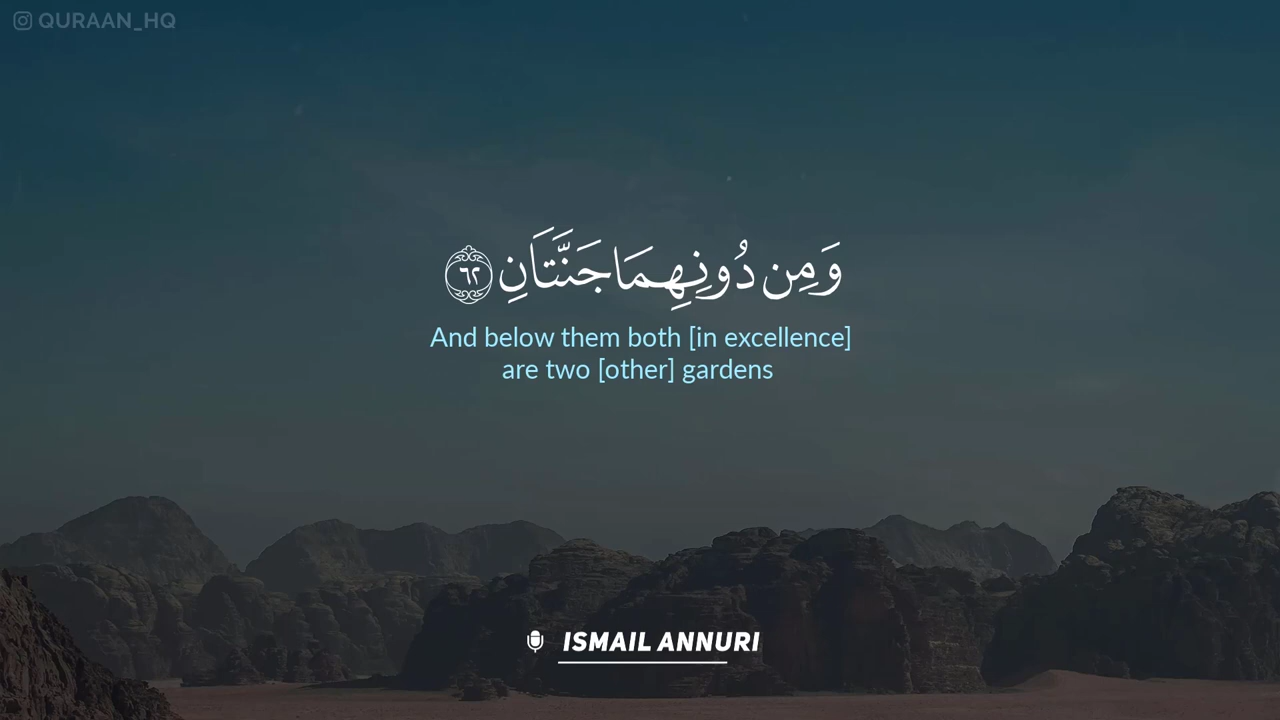 QURAAN_HQ
وَمِن دُونِهِمَا جَنَّتَانِ ٦٢
And below them both [in excellence]
are two [other] gardens
ISMAIL ANNURI